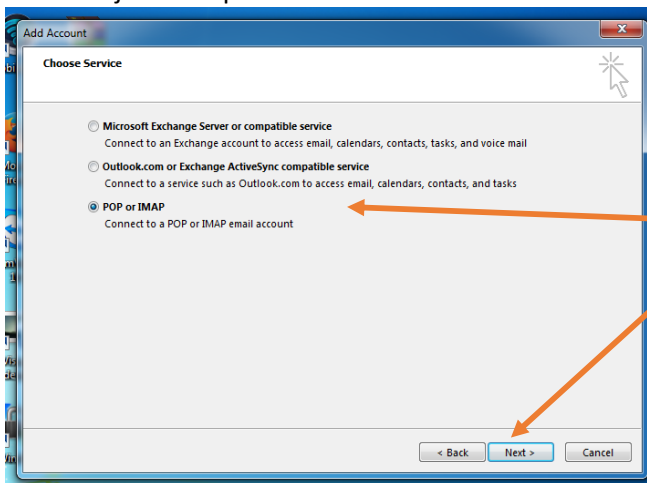 Add Account
Choose Service
Microsoft Exchange Server or compatible service
Connect to an Exchange account to access email, calendars, contacts, tasks, and voice mail
Outlook.com or Exchange ActiveSync compatible service
Connect to a service such as Outlook.com to access email, calendars, contacts, and tasks
POP or IMAP
Connect to a POP or IMAP email account
< Back Next > Cancel